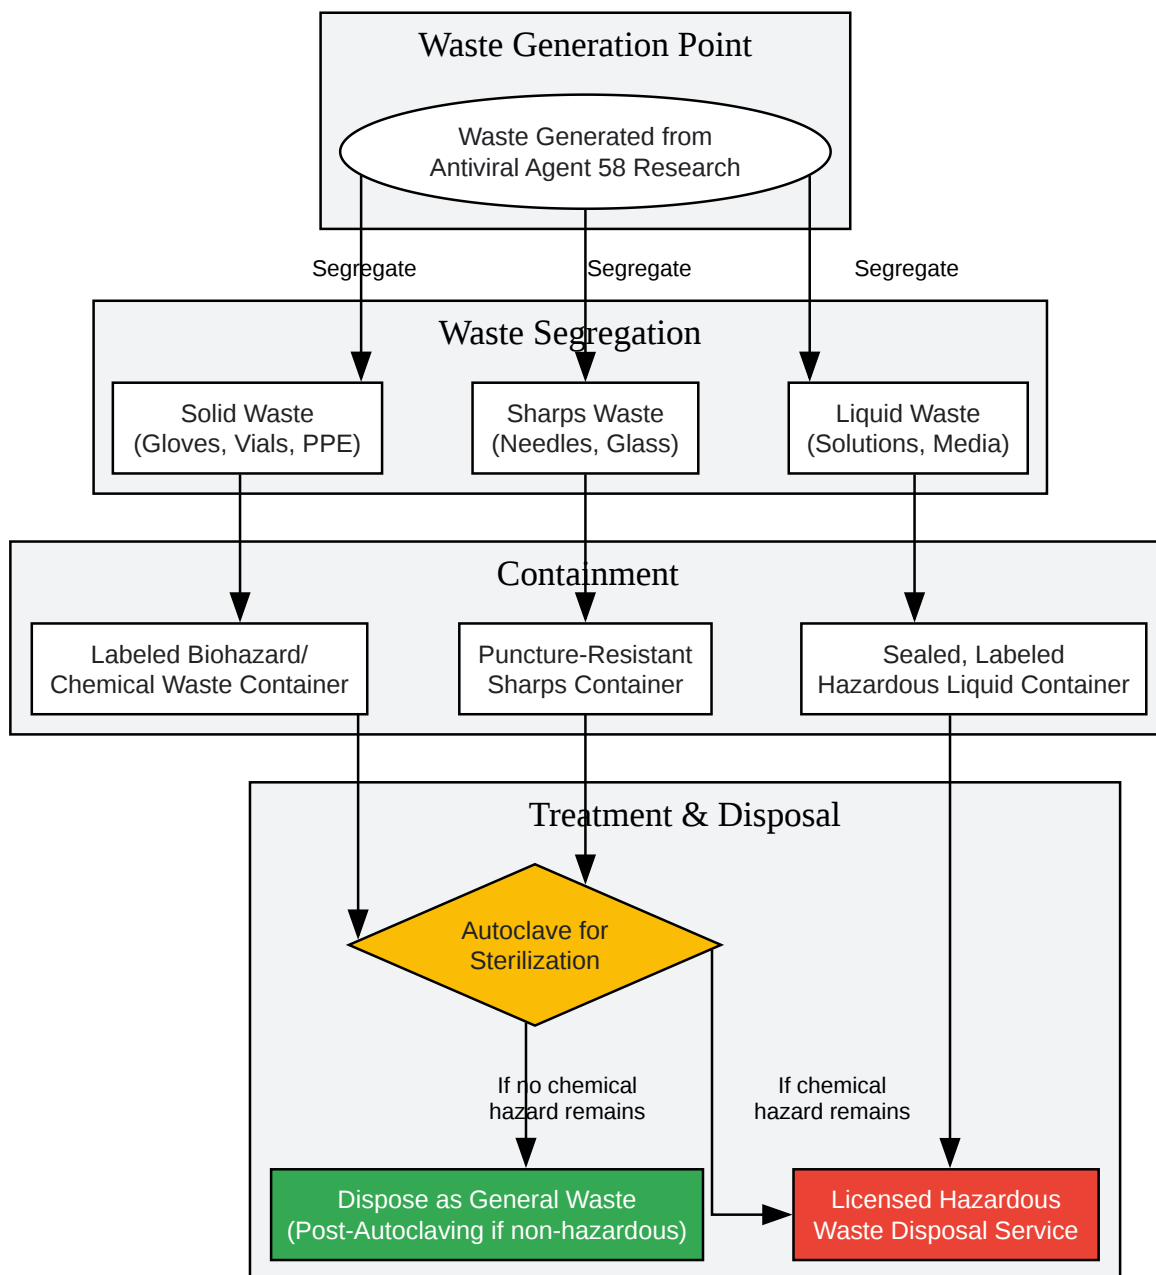 Waste Generation Point
Waste Generated from
Antiviral Agent 58 Research
Segregate
Segregate
Segregate
Waste Segregation
Solid Waste
(Gloves, Vials, PPE)
Sharps Waste
(Needles, Glass)
Liquid Waste
(Solutions, Media)
Containment
Labeled Biohazard/
Chemical Waste Container
Puncture-Resistant
Sharps Container
Sealed, Labeled
Hazardous Liquid Container
Treatment & Disposal
Autoclave for
Sterilization
If no chemical
hazard remains
If chemical
hazard remains
Dispose as General Waste
(Post-Autoclaving if non-hazardous)
Licensed Hazardous
Waste Disposal Service